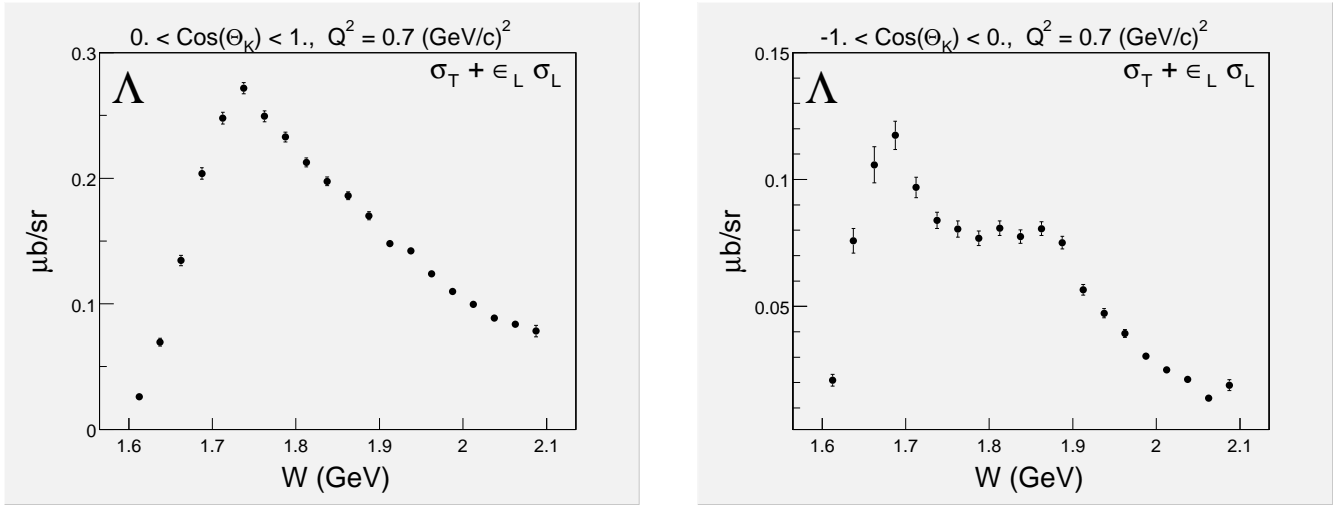 0. < Cos(Θ_K) < 1., Q² = 0.7 (GeV/c)²
0.3
Λ
σ_T + ∈_L σ_L
0.2
0.1
0
μb/sr
1.6 1.7 1.8 1.9 2 2.1
W (GeV)
-1. < Cos(Θ_K) < 0., Q² = 0.7 (GeV/c)²
0.15
Λ
σ_T + ∈_L σ_L
0.1
0.05
μb/sr
1.6 1.7 1.8 1.9 2 2.1
W (GeV)